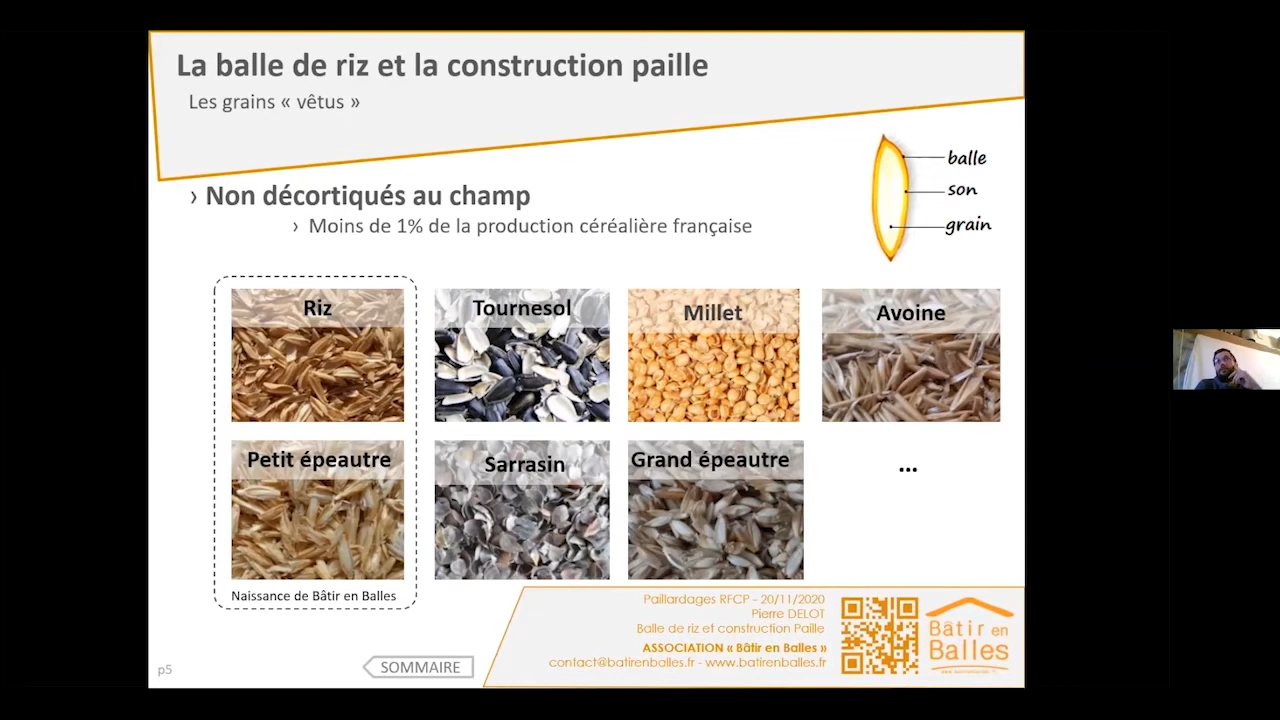 La balle de riz et la construction paille
Les grains « vêtus »
balle
son
grain
› Non décortiqués au champ
› Moins de 1% de la production céréalière française
Riz
Tournesol
Millet
Avoine
Petit épeautre
Sarrasin
Grand épeautre
...
Naissance de Bâtir en Balles
Paillardages RFCP - 20/11/2020
Pierre DELOT
Balle de riz et construction Paille
ASSOCIATION « Bâtir en Balles »
contact@batirenballes.fr - www.batirenballes.fr
Bâtir en
Balles
p5
SOMMAIRE